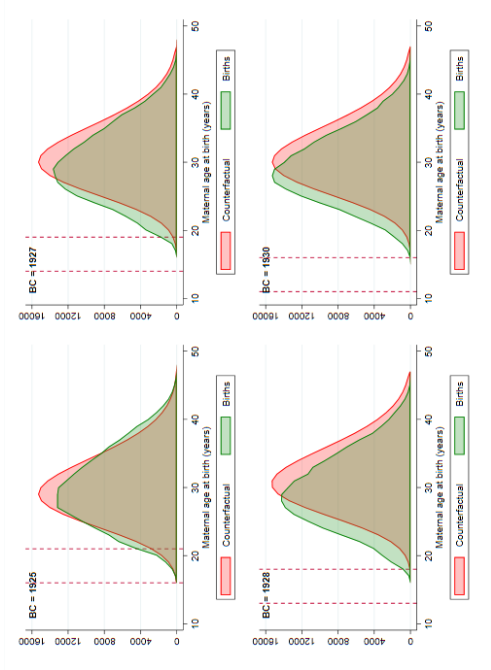 BC = 1925
16000
12000
8000
4000
0
10 20 30 40 50
Maternal age at birth (years)
Counterfactual Births
BC = 1927
16000
12000
8000
4000
0
10 20 30 40 50
Maternal age at birth (years)
Counterfactual Births
BC = 1928
16000
12000
8000
4000
0
10 20 30 40 50
Maternal age at birth (years)
Counterfactual Births
BC = 1930
16000
12000
8000
4000
0
10 20 30 40 50
Maternal age at birth (years)
Counterfactual Births